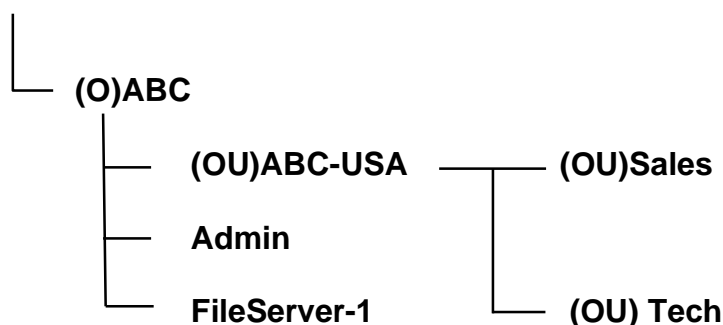 (O)ABC
(OU)ABC-USA (OU)Sales
Admin
FileServer-1 (OU) Tech